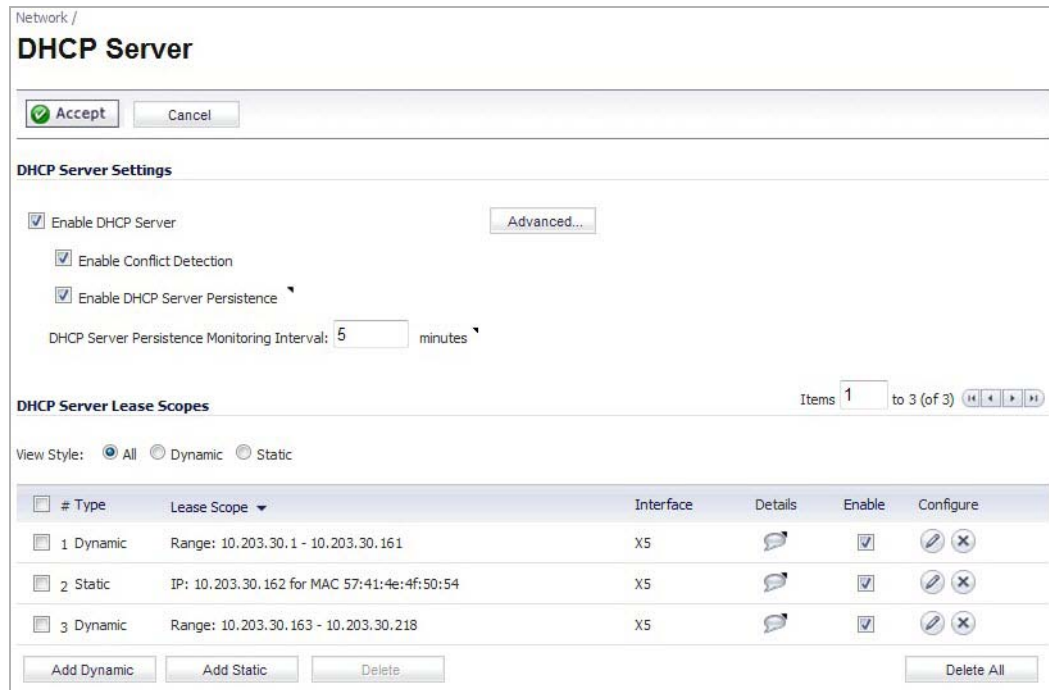 Network /
DHCP Server
Accept Cancel
DHCP Server Settings
Enable DHCP Server Advanced...
Enable Conflict Detection
Enable DHCP Server Persistence
DHCP Server Persistence Monitoring Interval: 5 minutes
DHCP Server Lease Scopes Items 1 to 3 (of 3)
View Style: All Dynamic Static
# Type Lease Scope Interface Details Enable Configure
1 Dynamic Range: 10.203.30.1 - 10.203.30.161 X5
2 Static IP: 10.203.30.162 for MAC 57:41:4e:4f:50:54 X5
3 Dynamic Range: 10.203.30.163 - 10.203.30.218 X5
Add Dynamic Add Static Delete Delete All